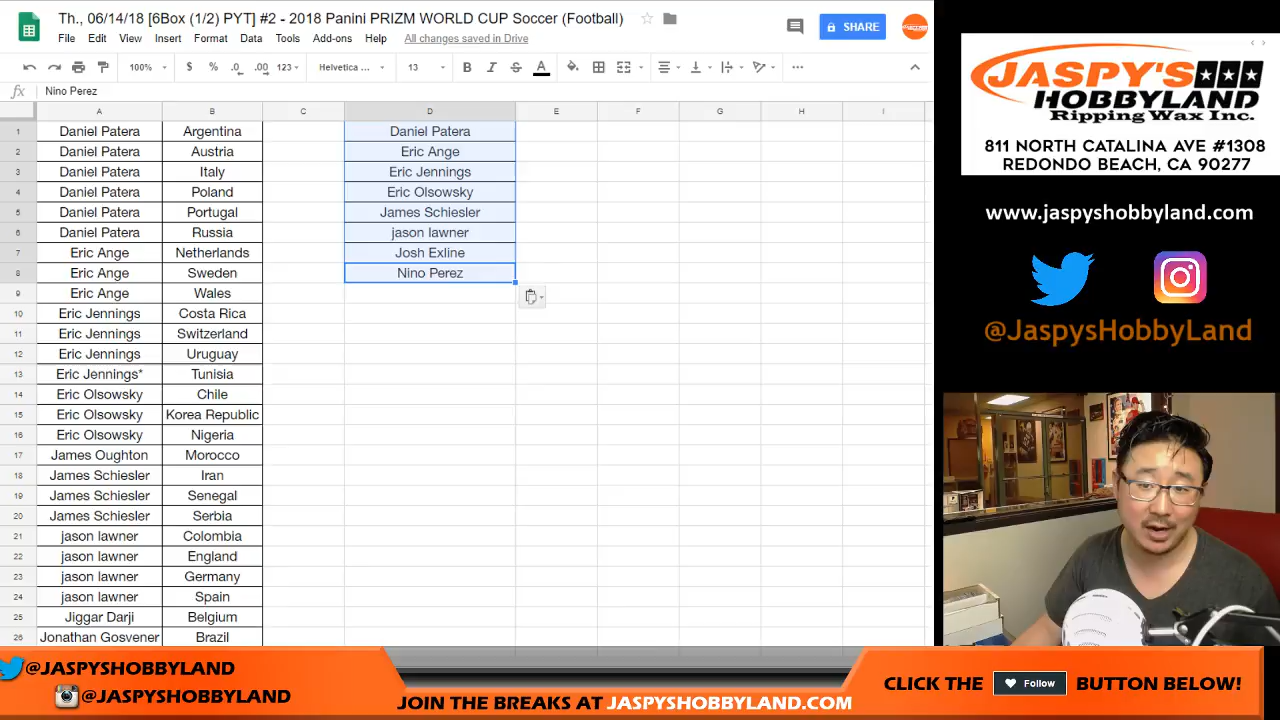 Th., 06/14/18 [6Box (1/2) PYT] #2 - 2018 Panini PRIZM WORLD CUP Soccer (Football)
File Edit View Insert Format Data Tools Add-ons Help All changes saved in Drive
SHARE
100% $ % .0 .00 123 Helvetica ... 13 B I S A
fx Nino Perez
A B C D E F G H I
1 Daniel Patera Argentina Daniel Patera
2 Daniel Patera Austria Eric Ange
3 Daniel Patera Italy Eric Jennings
4 Daniel Patera Poland Eric Olsowsky
5 Daniel Patera Portugal James Schiesler
6 Daniel Patera Russia jason lawner
7 Eric Ange Netherlands Josh Exline
8 Eric Ange Sweden Nino Perez
9 Eric Ange Wales
10 Eric Jennings Costa Rica
11 Eric Jennings Switzerland
12 Eric Jennings Uruguay
13 Eric Jennings* Tunisia
14 Eric Olsowsky Chile
15 Eric Olsowsky Korea Republic
16 Eric Olsowsky Nigeria
17 James Oughton Morocco
18 James Schiesler Iran
19 James Schiesler Senegal
20 James Schiesler Serbia
21 jason lawner Colombia
22 jason lawner England
23 jason lawner Germany
24 jason lawner Spain
25 Jiggar Darji Belgium
26 Jonathan Gosvener Brazil
JASPY'S
HOBBYLAND
Ripping Wax Inc.
811 NORTH CATALINA AVE #1308
REDONDO BEACH, CA 90277
www.jaspyshobbyland.com
@JaspysHobbyLand
@JASPYSHOBBYLAND
@JASPYSHOBBYLAND
JOIN THE BREAKS AT JASPYSHOBBYLAND.COM
CLICK THE Follow BUTTON BELOW!